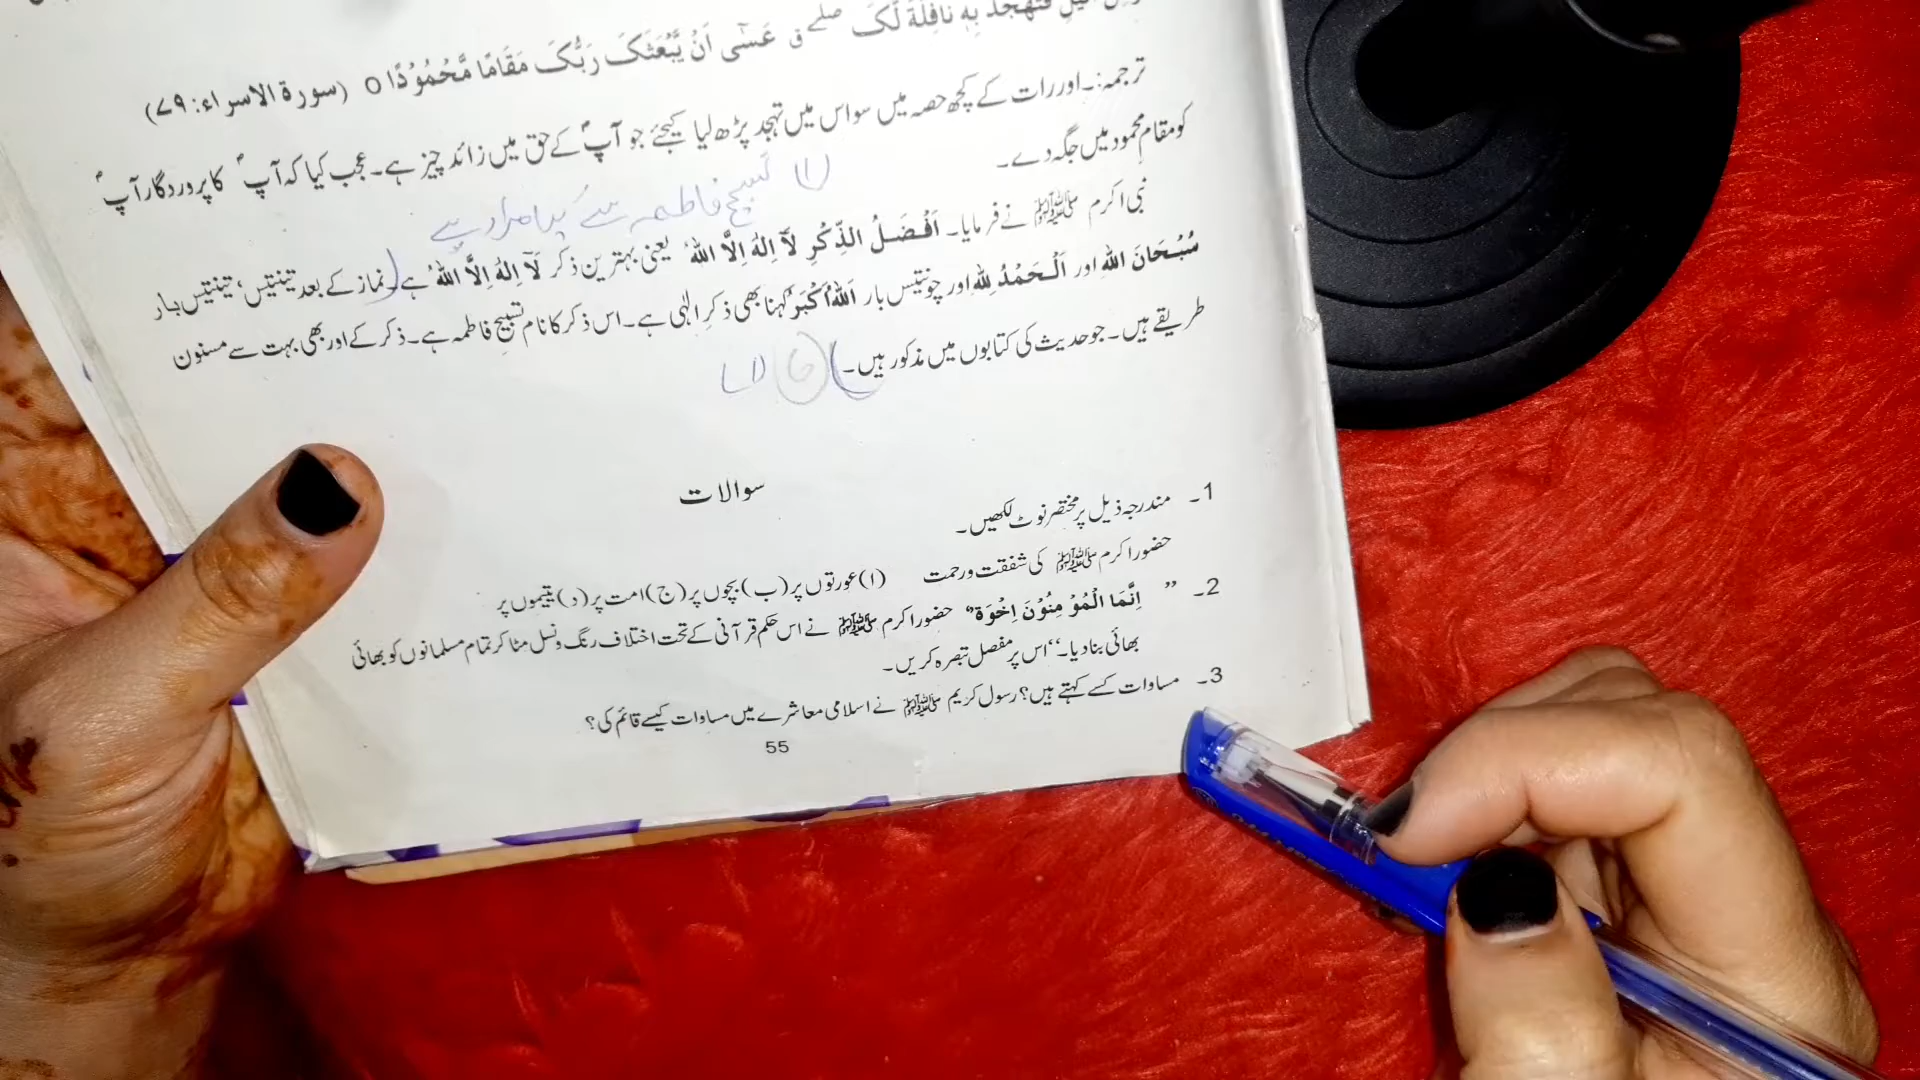 فَتَهَجَّدْ بِهٖ نَافِلَةً لَّکَ صلے ق عَسٰٓى اَنْ يَّبْعَثَکَ رَبُّکَ مَقَامًا مَّحْمُوْدًا O (سورة الاسراء: ۷۹)
ترجمہ:۔ اور رات کے کچھ حصہ میں سو اس میں تہجد پڑھ لیا کیجئے جو آپؐ کے حق میں زائد چیز ہے۔ عجب کیا کہ آپؐ کا پروردگار آپؐ
کو مقامِ محمود میں جگہ دے۔
(۱) تسبیح فاطمہ سے کیا مراد ہے
نبی اکرم ﷺ نے فرمایا۔ اَفْضَلُ الذِّكْرِ لَآ اِلٰهَ اِلَّا اللهُ یعنی بہترین ذکر لَآ اِلٰهَ اِلَّا اللهُ ہے۔ (نماز کے بعد تینتیس، تینتیس بار
سُبْحَانَ الله اور اَلْحَمْدُ لِلّٰہ اور چونتیس بار اَللهُ اَكْبَرُ کہنا بھی ذکرِ الٰہی ہے۔ اس ذکر کا نام تسبیحِ فاطمہ ہے۔ ذکر کے اور بھی بہت سے مسنون
طریقے ہیں۔ جو حدیث کی کتابوں میں مذکور ہیں۔
سوالات
1۔ مندرجہ ذیل پر مختصر نوٹ لکھیں۔
حضور اکرم ﷺ کی شفقت و رحمت (ا) عورتوں پر (ب) بچوں پر (ج) امت پر (د) یتیموں پر
2۔ ” اِنَّمَا الْمُؤْ مِنُوْنَ اِخْوَة“ حضور اکرم ﷺ نے اس حکم قرآنی کے تحت اختلاف رنگ و نسل مٹا کر تمام مسلمانوں کو بھائی
بھائی بنا دیا۔“ اس پر مفصل تبصرہ کریں۔
3۔ مساوات کسے کہتے ہیں؟ رسول کریم ﷺ نے اسلامی معاشرے میں مساوات کیسے قائم کی؟
55